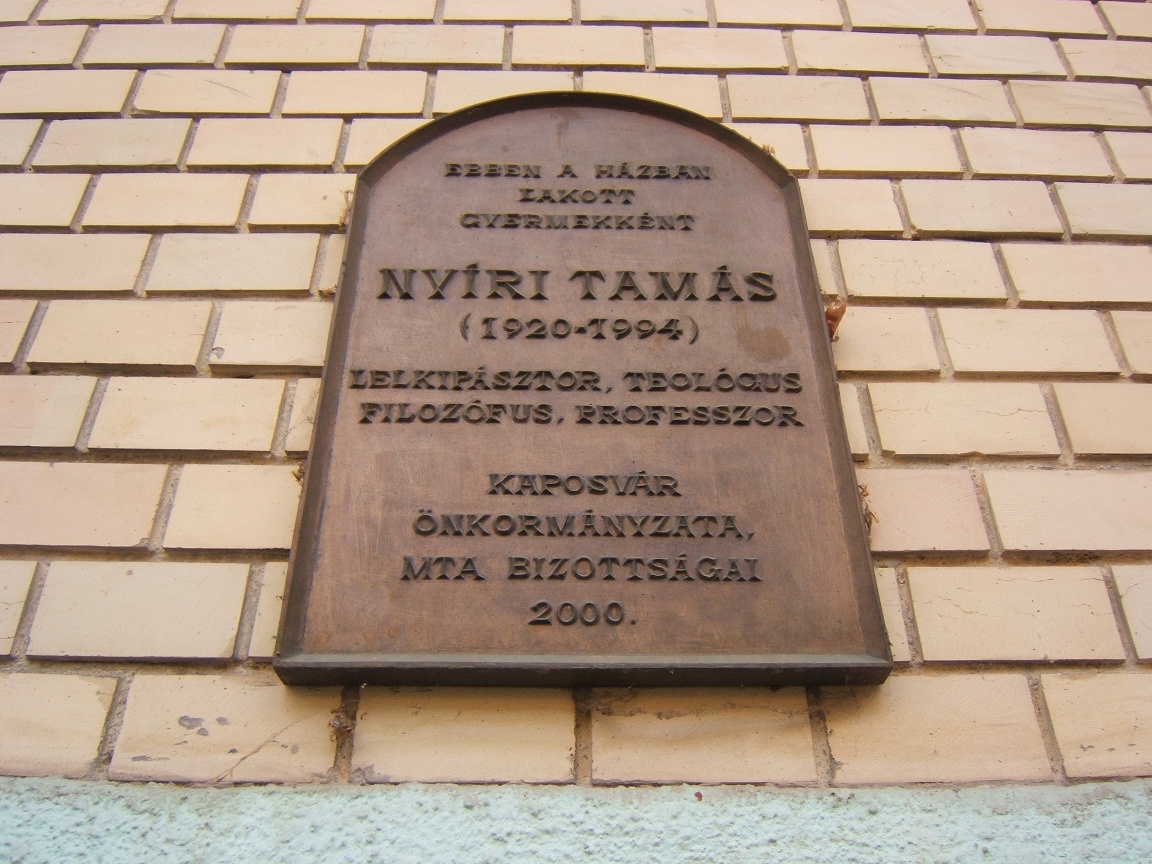 EBBEN A HÁZBAN
LAKOTT
GYERMEKKÉNT
NYÍRI TAMÁS
(1920-1994)
LELKIPÁSZTOR, TEOLÓGUS
FILOZÓFUS, PROFESSZOR
KAPOSVÁR
ÖNKORMÁNYZATA,
MTA BIZOTTSÁGAI
2000.